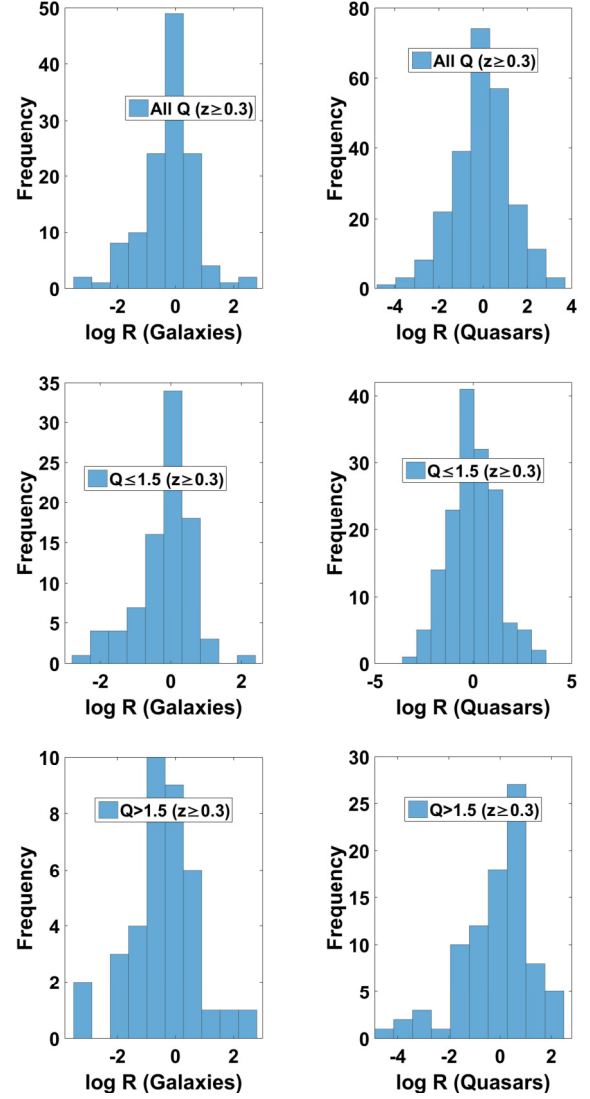 50
40
30
20
10
0
Frequency
All Q (z≥0.3)
-2 0 2
log R (Galaxies)
80
60
40
20
0
Frequency
All Q (z≥0.3)
-4 -2 0 2 4
log R (Quasars)
35
30
25
20
15
10
5
0
Frequency
Q≤1.5 (z≥0.3)
-2 0 2
log R (Galaxies)
40
30
20
10
0
Frequency
Q≤1.5 (z≥0.3)
-5 0 5
log R (Quasars)
10
8
6
4
2
0
Frequency
Q>1.5 (z≥0.3)
-2 0 2
log R (Galaxies)
30
25
20
15
10
5
0
Frequency
Q>1.5 (z≥0.3)
-4 -2 0 2
log R (Quasars)